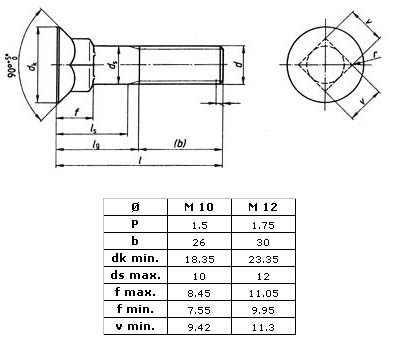 90°+5°
0
dk
ds
d
f
ls
lg
(b)
l
v
r
v
Ø M 10 M 12
P 1.5 1.75
b 26 30
dk min. 18.35 23.35
ds max. 10 12
f max. 8.45 11.05
f min. 7.55 9.95
v min. 9.42 11.3